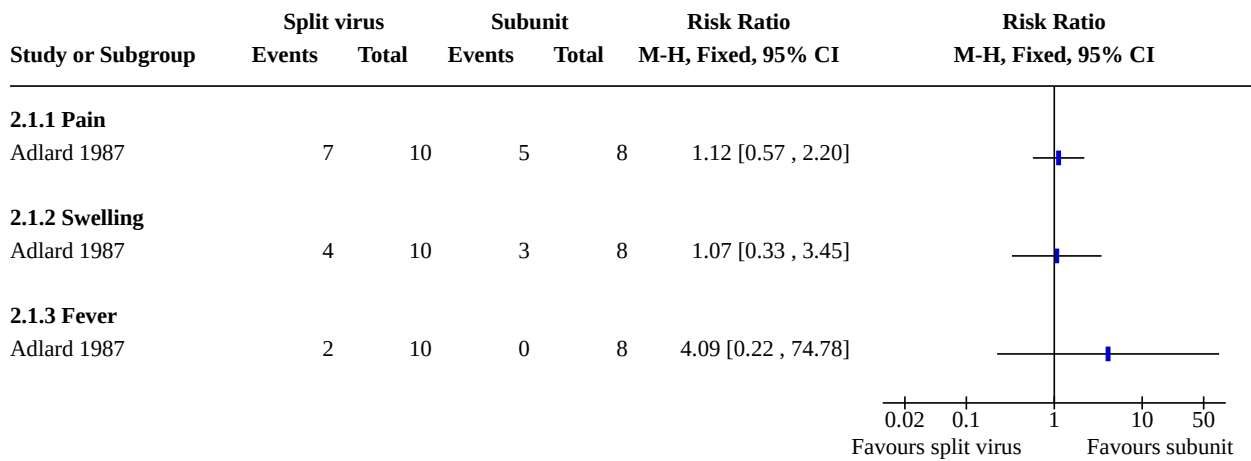 Split virus Subunit Risk Ratio Risk Ratio
Study or Subgroup Events Total Events Total M-H, Fixed, 95% CI M-H, Fixed, 95% CI
2.1.1 Pain
Adlard 1987 7 10 5 8 1.12 [0.57 , 2.20]
2.1.2 Swelling
Adlard 1987 4 10 3 8 1.07 [0.33 , 3.45]
2.1.3 Fever
Adlard 1987 2 10 0 8 4.09 [0.22 , 74.78]
0.02 0.1 1 10 50
Favours split virus Favours subunit